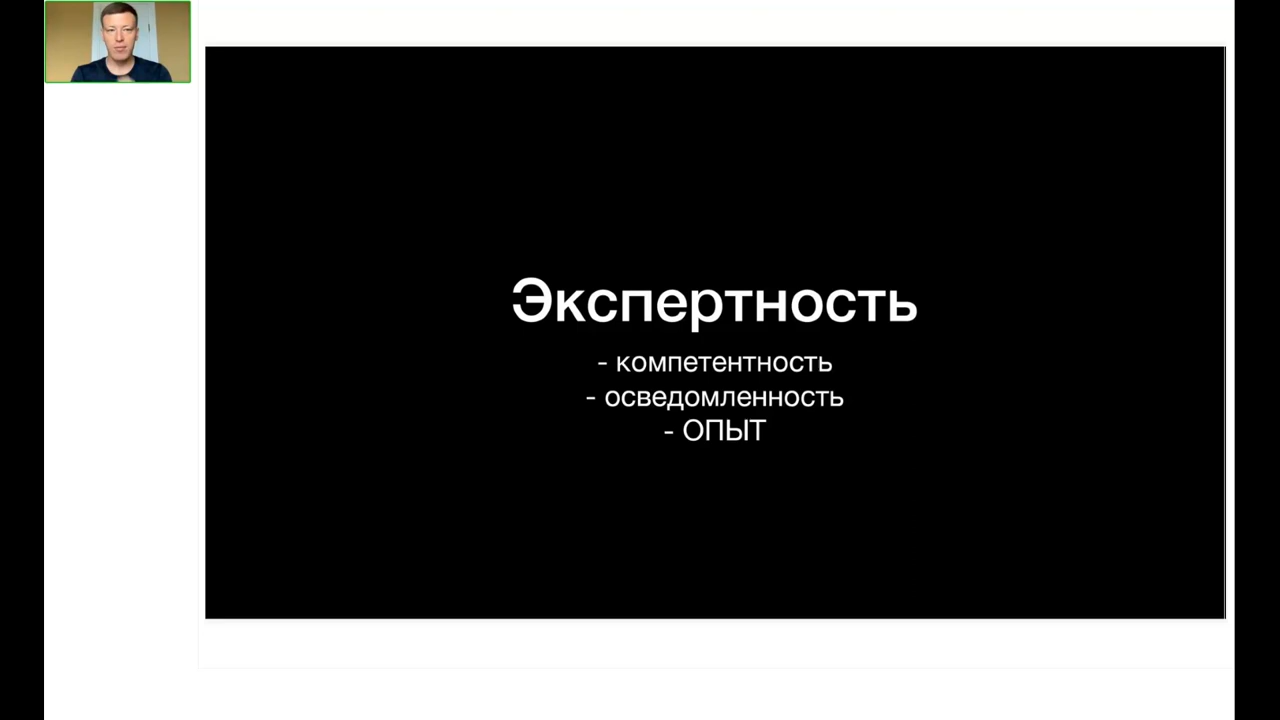 Экспертность
- компетентность
- осведомленность
- ОПЫТ